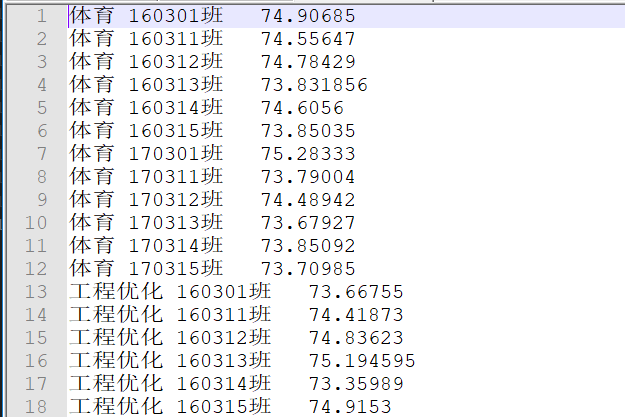 1 体育 160301班 74.90685
2 体育 160311班 74.55647
3 体育 160312班 74.78429
4 体育 160313班 73.831856
5 体育 160314班 74.6056
6 体育 160315班 73.85035
7 体育 170301班 75.28333
8 体育 170311班 73.79004
9 体育 170312班 74.48942
10 体育 170313班 73.67927
11 体育 170314班 73.85092
12 体育 170315班 73.70985
13 工程优化 160301班 73.66755
14 工程优化 160311班 74.41873
15 工程优化 160312班 74.83623
16 工程优化 160313班 75.194595
17 工程优化 160314班 73.35989
18 工程优化 160315班 74.9153